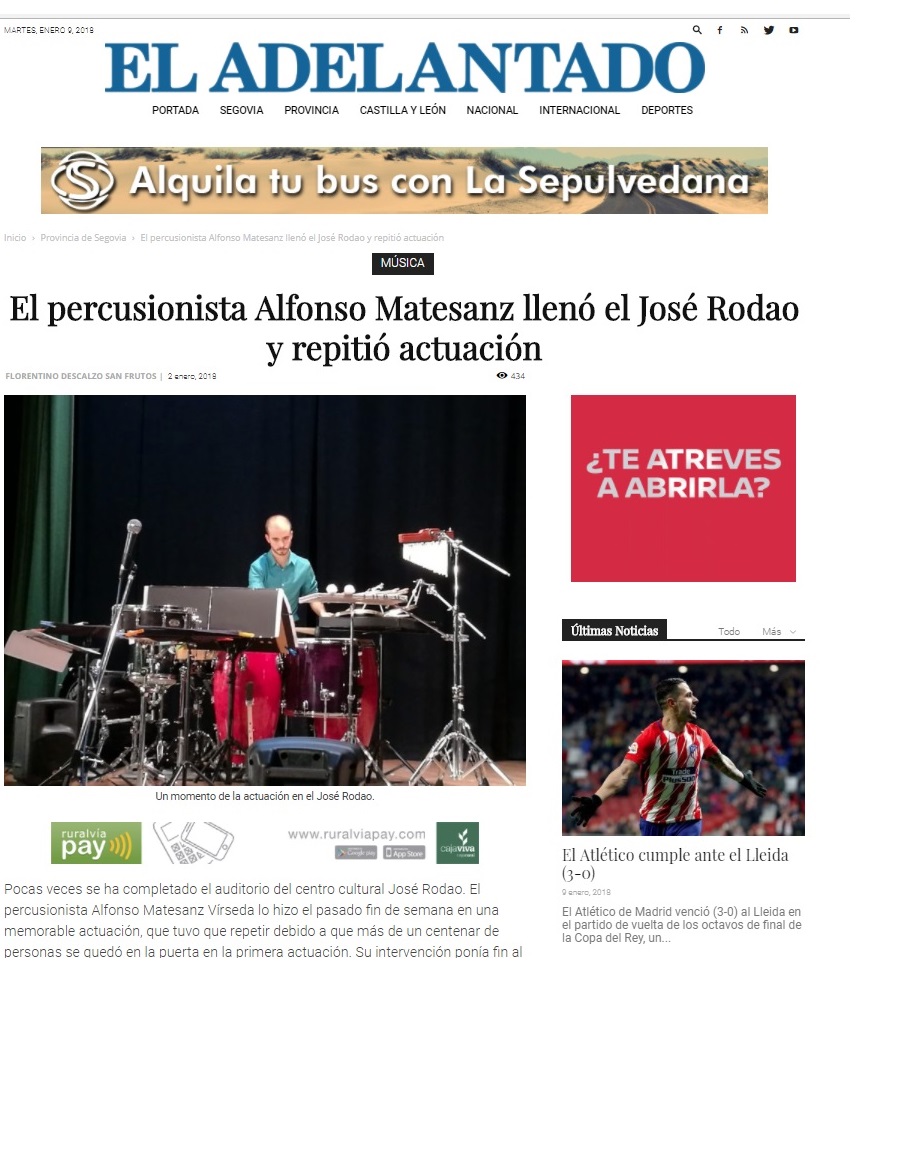 MARTES, ENERO 9, 2018
EL ADELANTADO
PORTADA SEGOVIA PROVINCIA CASTILLA Y LEÓN NACIONAL INTERNACIONAL DEPORTES
S Alquila tu bus con La Sepulvedana
Inicio › Provincia de Segovia › El percusionista Alfonso Matesanz llenó el José Rodao y repitió actuación
MÚSICA
El percusionista Alfonso Matesanz llenó el José Rodao
y repitió actuación
FLORENTINO DESCALZO SAN FRUTOS | 2 enero, 2018
434
Un momento de la actuación en el José Rodao.
ruralvía
pay
www.ruralviapay.com
Google play
App Store
cajaviva
Pocas veces se ha completado el auditorio del centro cultural José Rodao. El
percusionista Alfonso Matesanz Vírseda lo hizo el pasado fin de semana en una
memorable actuación, que tuvo que repetir debido a que más de un centenar de
personas se quedó en la puerta en la primera actuación. Su intervención ponía fin al
¿TE ATREVES
A ABRIRLA?
Últimas Noticias
Todo Más
Plus500
El Atlético cumple ante el Lleida
(3-0)
9 enero, 2018
El Atlético de Madrid venció (3-0) al Lleida en
el partido de vuelta de los octavos de final de
la Copa del Rey, un...